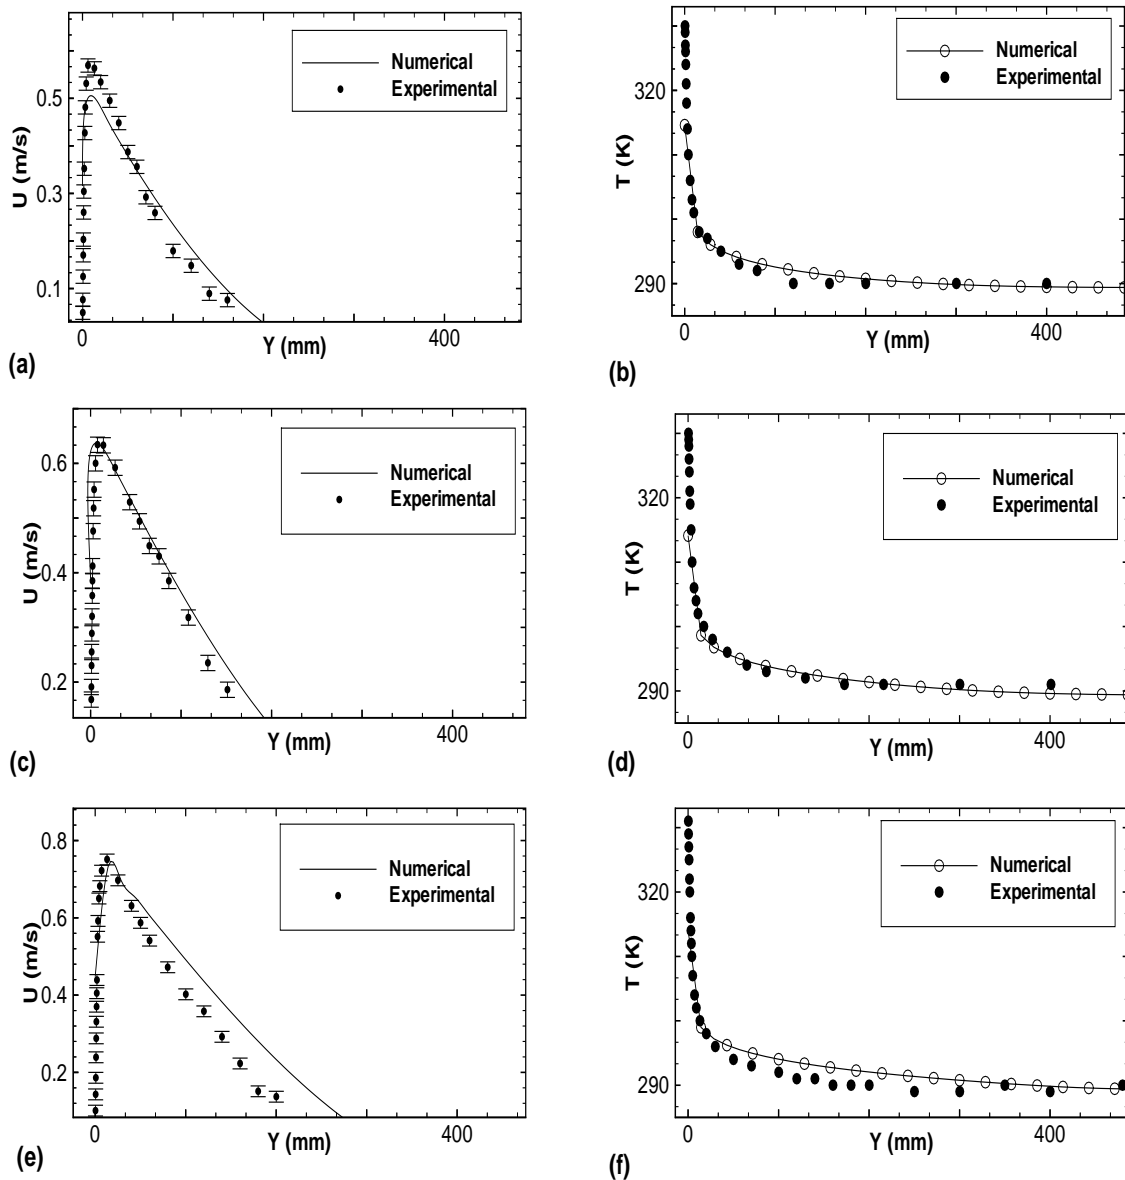 Numerical
Experimental
U (m/s)
0.5
0.3
0.1
0
400
Y (mm)
(a)
Numerical
Experimental
T (K)
320
290
0
400
Y (mm)
(b)
Numerical
Experimental
U (m/s)
0.6
0.4
0.2
0
400
Y (mm)
(c)
Numerical
Experimental
T (K)
320
290
0
400
Y (mm)
(d)
Numerical
Experimental
U (m/s)
0.8
0.6
0.4
0.2
0
400
Y (mm)
(e)
Numerical
Experimental
T (K)
320
290
0
400
Y (mm)
(f)